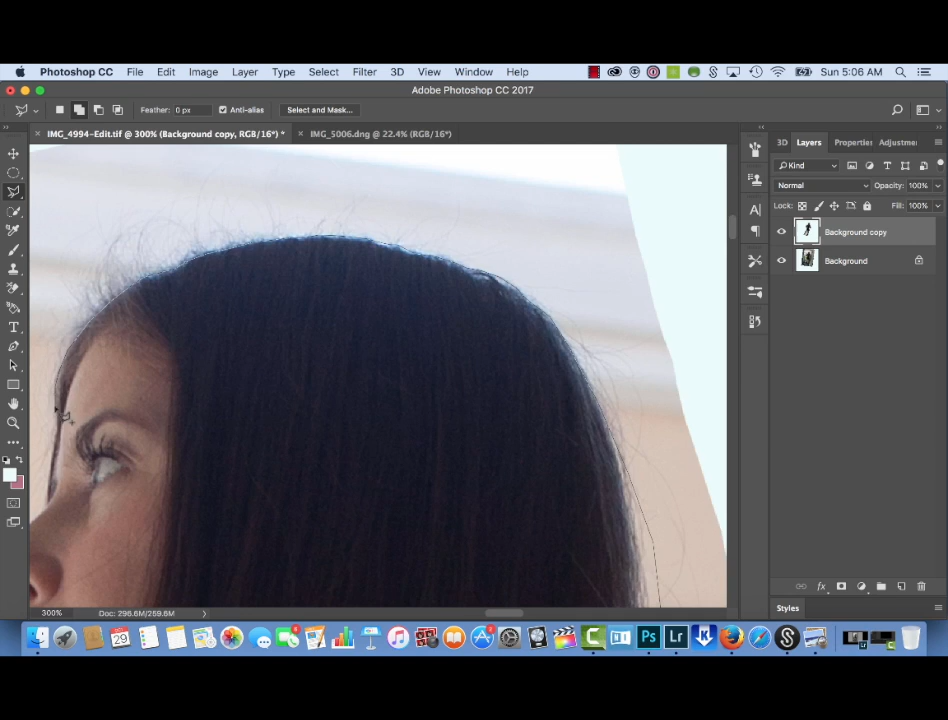 Photoshop CC File Edit Image Layer Type Select Filter 3D View Window Help Sun 5:06 AM
Adobe Photoshop CC 2017
Feather: 0 px Anti-alias Select and Mask...
IMG_4994-Edit.tif @ 300% (Background copy, RGB/16*) * IMG_5006.dng @ 22.4% (RGB/16*)
3D Layers Properties Adjustme:
Kind
Normal Opacity: 100%
Lock: Fill: 100%
Background copy
Background
300% Doc: 298.6M/259.8M
Styles